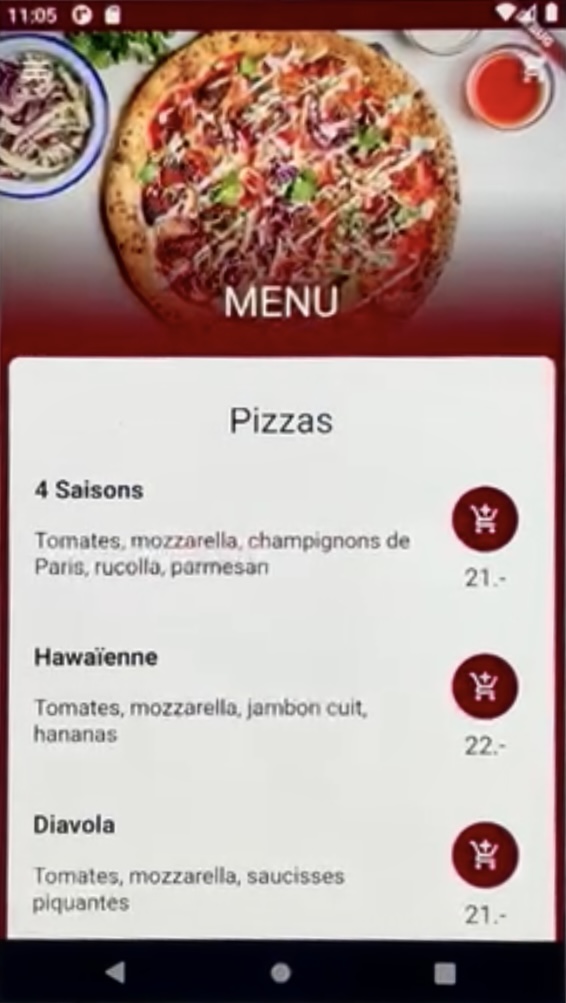 11:05
MENU
Pizzas
4 Saisons
Tomates, mozzarella, champignons de
Paris, rucolla, parmesan
21.-
Hawaïenne
Tomates, mozzarella, jambon cuit,
hananas
22.-
Diavola
Tomates, mozzarella, saucisses
piquantes
21.-